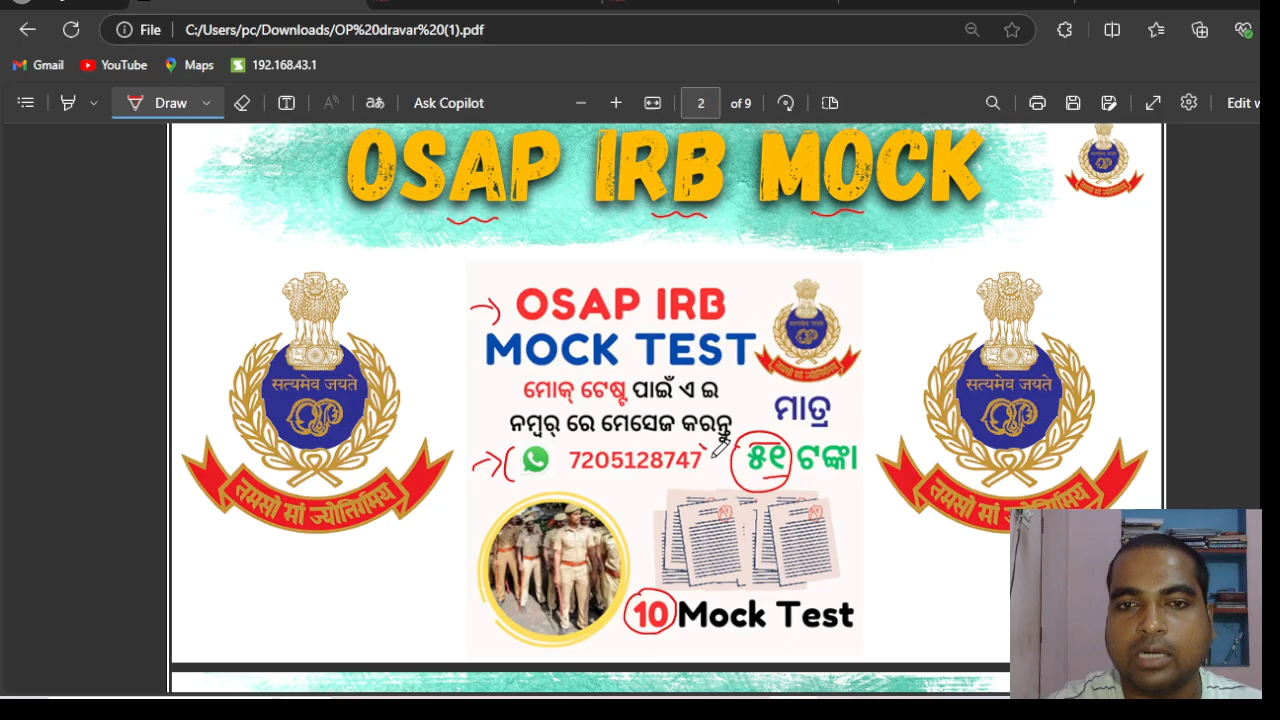 File C:/Users/pc/Downloads/OP%20dravar%20(1).pdf
Gmail YouTube Maps 192.168.43.1
Draw aあ Ask Copilot 2 of 9 Edit w
OSAP IRB MOCK
OSAP IRB
MOCK TEST
ମୋକ୍ ଟେଷ୍ଟ ପାଇଁ ଏ ଇ
ନମ୍ବର୍ ରେ ମେସେଜ କରନ୍ତୁ
7205128747
ମାତ୍ର
୫୧ ଟଙ୍କା
10 Mock Test
सत्यमेव जयते
तमसो मां ज्योतिर्गमय
सत्यमेव जयते